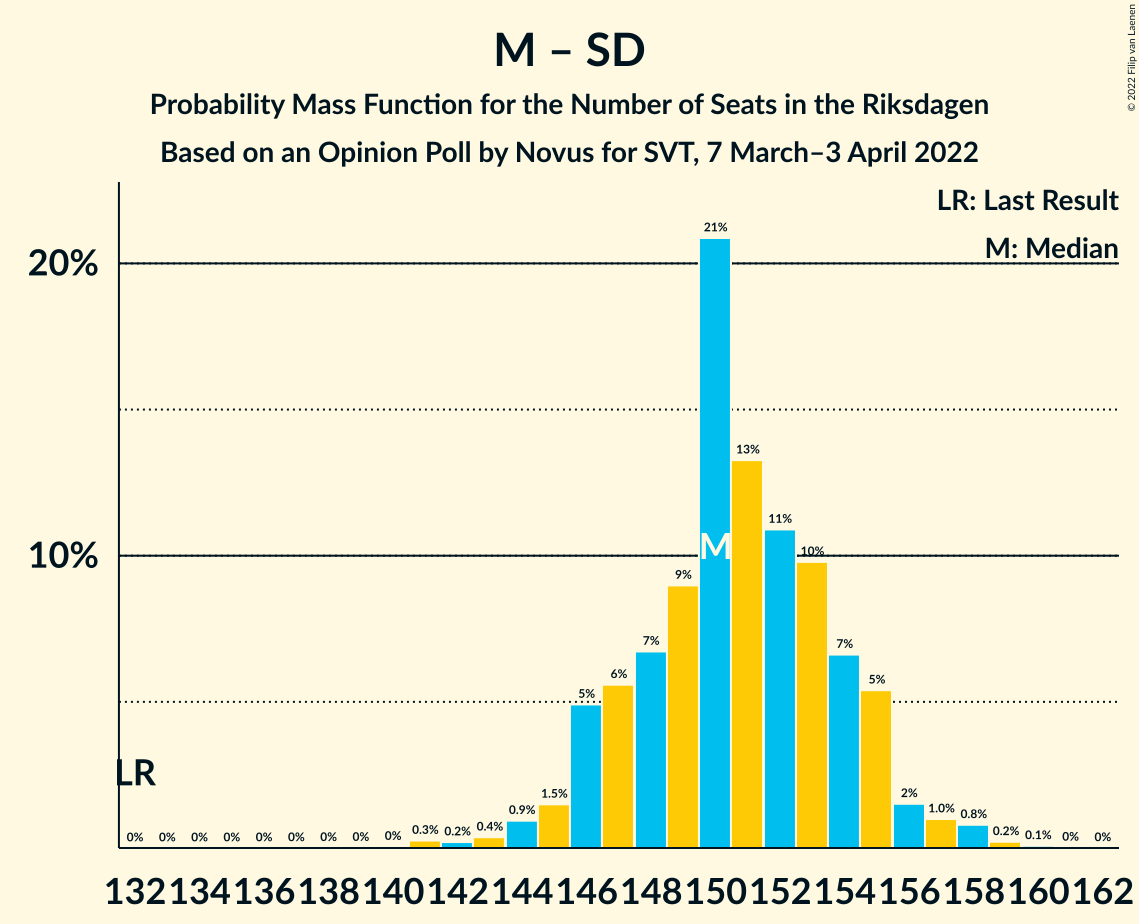 M – SD
Probability Mass Function for the Number of Seats in the Riksdagen
Based on an Opinion Poll by Novus for SVT, 7 March–3 April 2022
© 2022 Filip van Laenen
LR: Last Result
M: Median
20%
10%
LR
M
0% 0% 0% 0% 0% 0% 0% 0% 0% 0.3% 0.2% 0.4% 0.9% 1.5% 5% 6% 7% 9% 21% 13% 11% 10% 7% 5% 2% 1.0% 0.8% 0.2% 0.1% 0% 0%
132 134 136 138 140 142 144 146 148 150 152 154 156 158 160 162